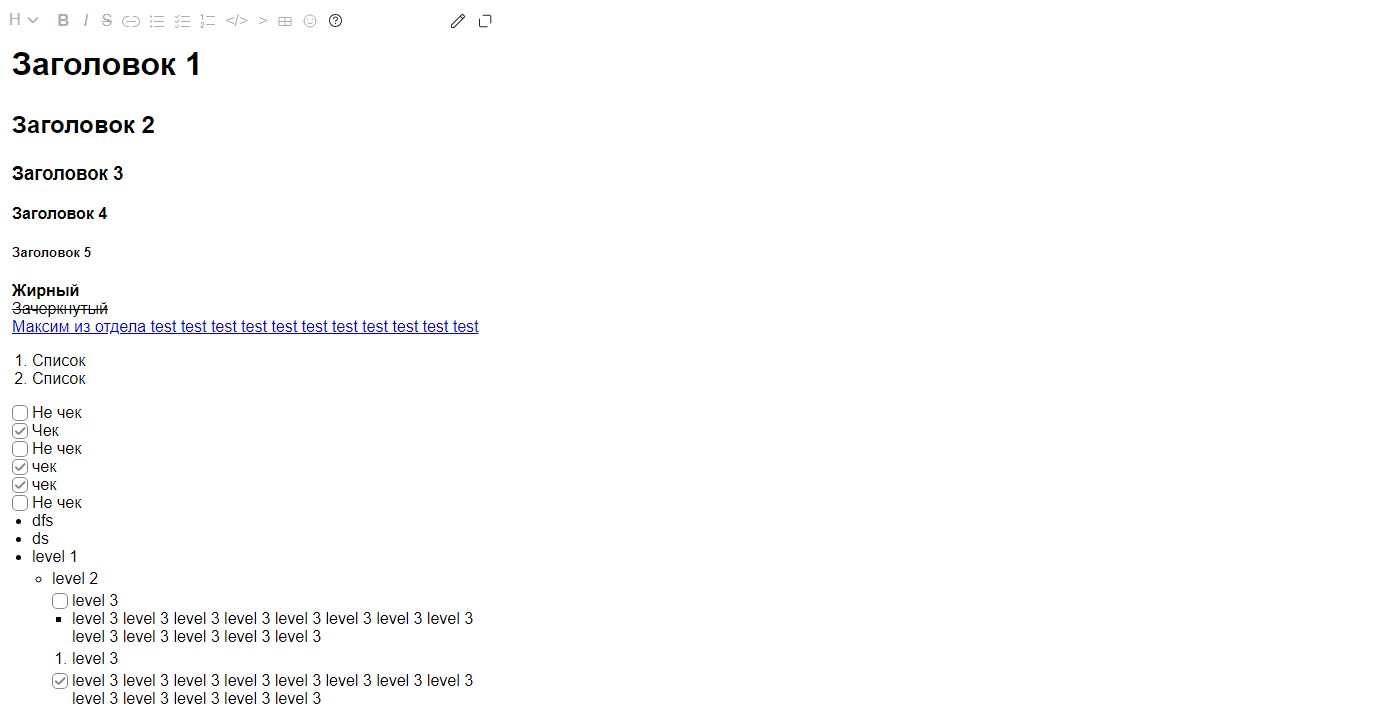 H B I S </> >
Заголовок 1
Заголовок 2
Заголовок 3
Заголовок 4
Заголовок 5
Жирный
Зачеркнутый
Максим из отдела test test test test test test test test test test test
1. Список
2. Список
Не чек
Чек
Не чек
чек
чек
Не чек
dfs
ds
level 1
level 2
level 3
level 3 level 3 level 3 level 3 level 3 level 3 level 3 level 3
level 3 level 3 level 3 level 3 level 3
1. level 3
level 3 level 3 level 3 level 3 level 3 level 3 level 3 level 3
level 3 level 3 level 3 level 3 level 3